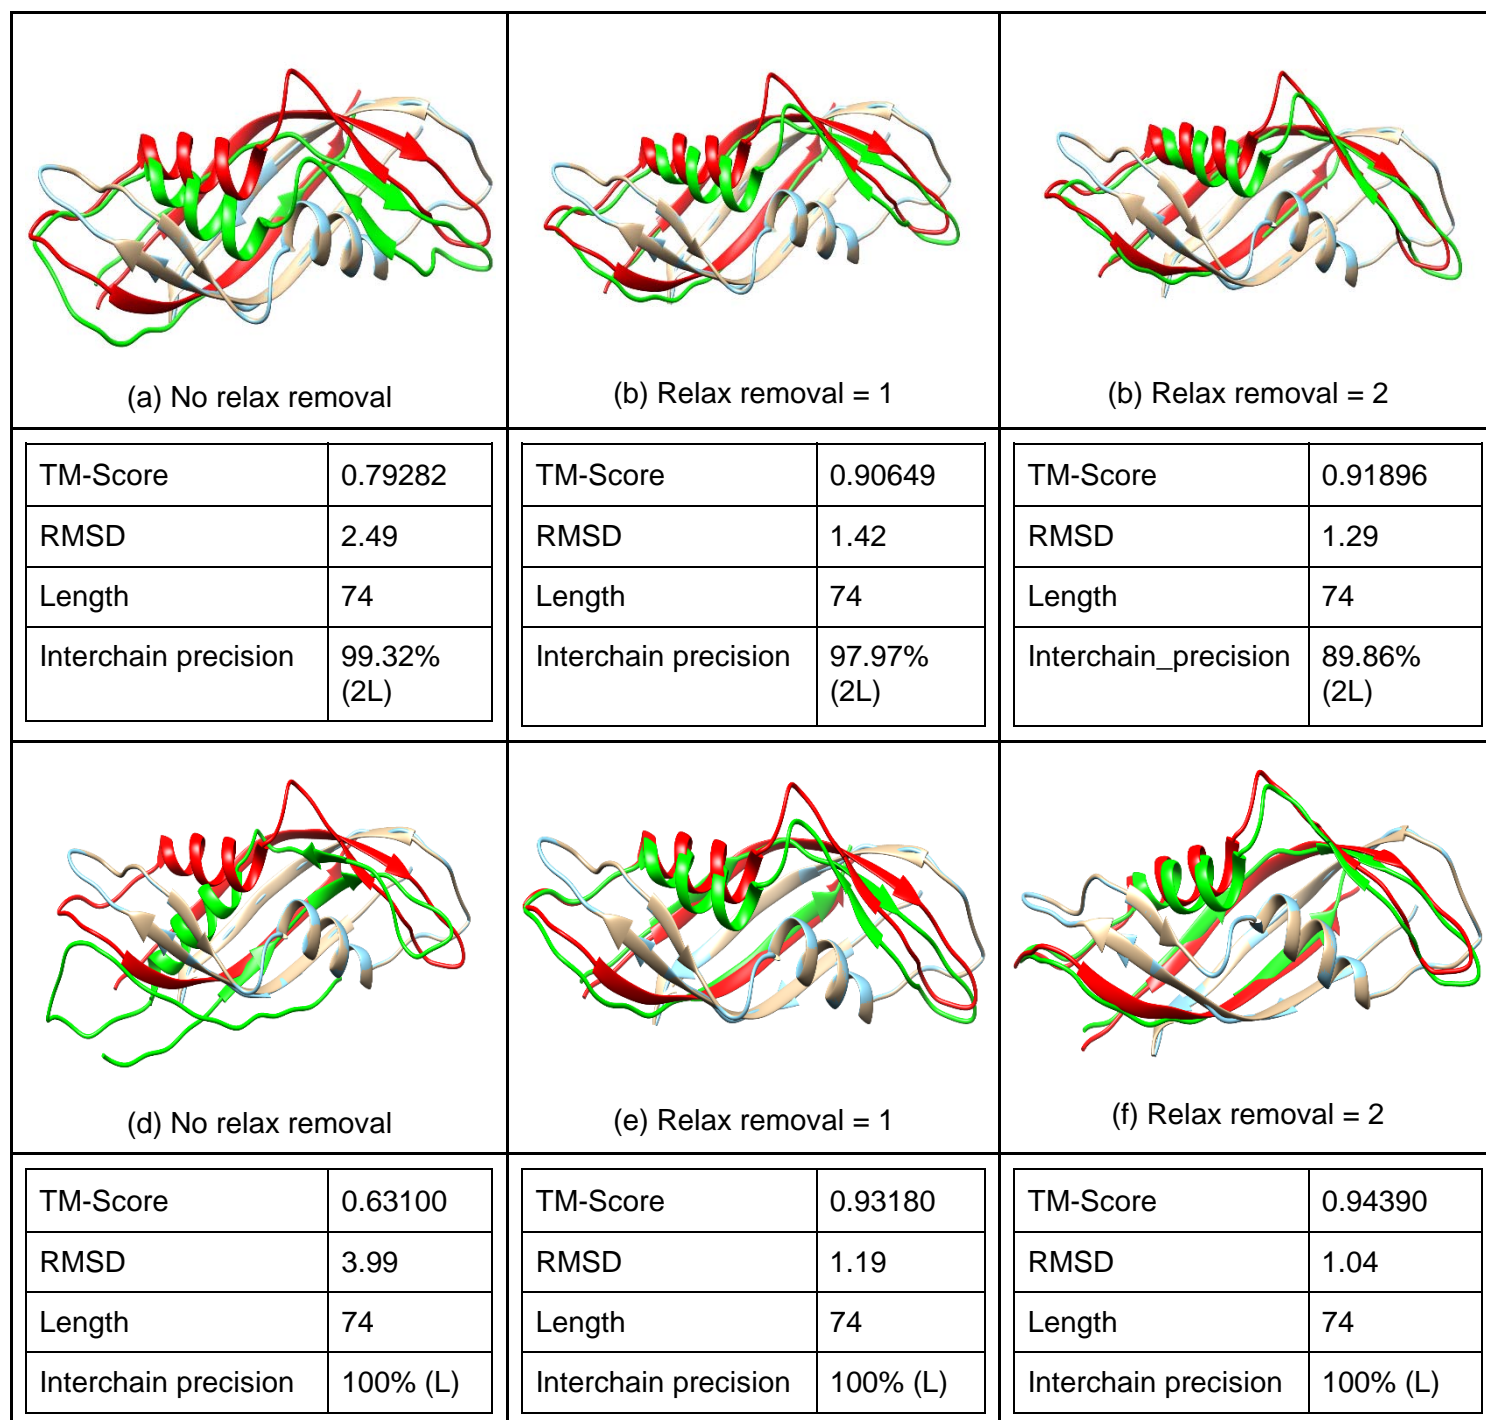 (a) No relax removal
(b) Relax removal = 1
(b) Relax removal = 2
TM-Score 0.79282
RMSD 2.49
Length 74
Interchain precision 99.32%
(2L)
TM-Score 0.90649
RMSD 1.42
Length 74
Interchain precision 97.97%
(2L)
TM-Score 0.91896
RMSD 1.29
Length 74
Interchain_precision 89.86%
(2L)
(d) No relax removal
(e) Relax removal = 1
(f) Relax removal = 2
TM-Score 0.63100
RMSD 3.99
Length 74
Interchain precision 100% (L)
TM-Score 0.93180
RMSD 1.19
Length 74
Interchain precision 100% (L)
TM-Score 0.94390
RMSD 1.04
Length 74
Interchain precision 100% (L)